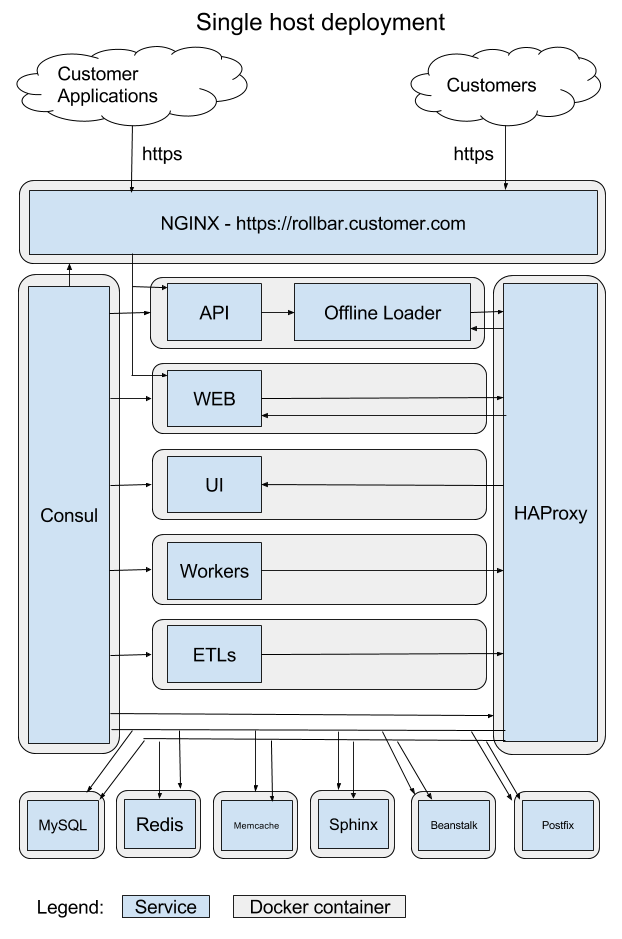 Single host deployment
Customer
Applications
Customers
https
https
NGINX - https://rollbar.customer.com
API
Offline Loader
WEB
UI
Consul
HAProxy
Workers
ETLs
MySQL
Redis
Memcache
Sphinx
Beanstalk
Postfix
Legend:
Service
Docker container